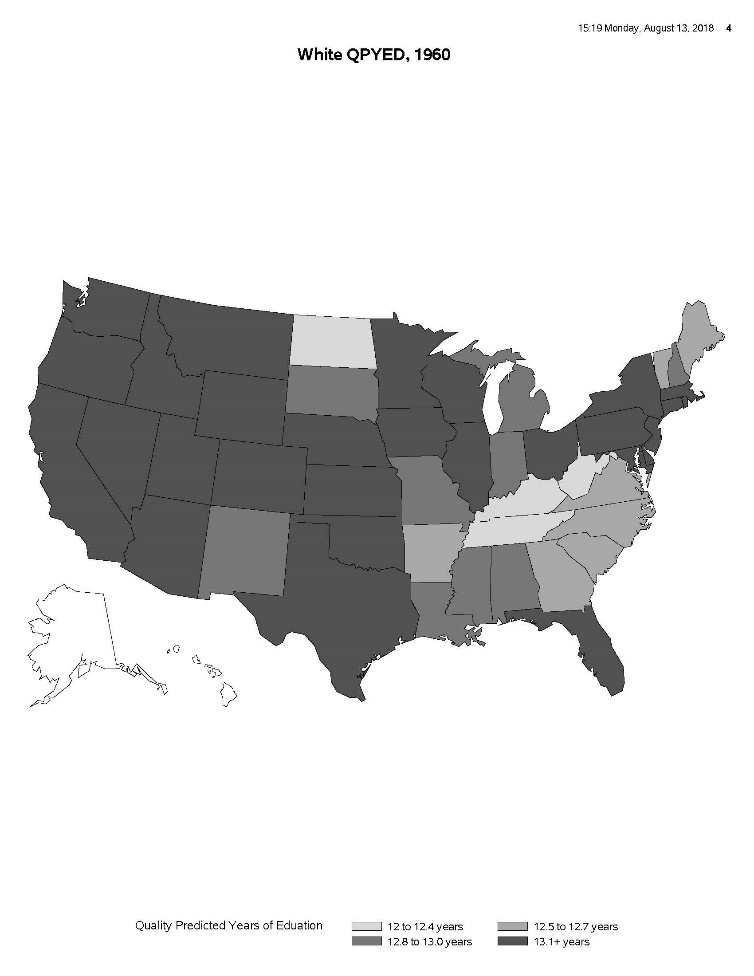 15:19 Monday, August 13, 2018 4
White QPYED, 1960
Quality Predicted Years of Eduation
12 to 12.4 years
12.5 to 12.7 years
12.8 to 13.0 years
13.1+ years